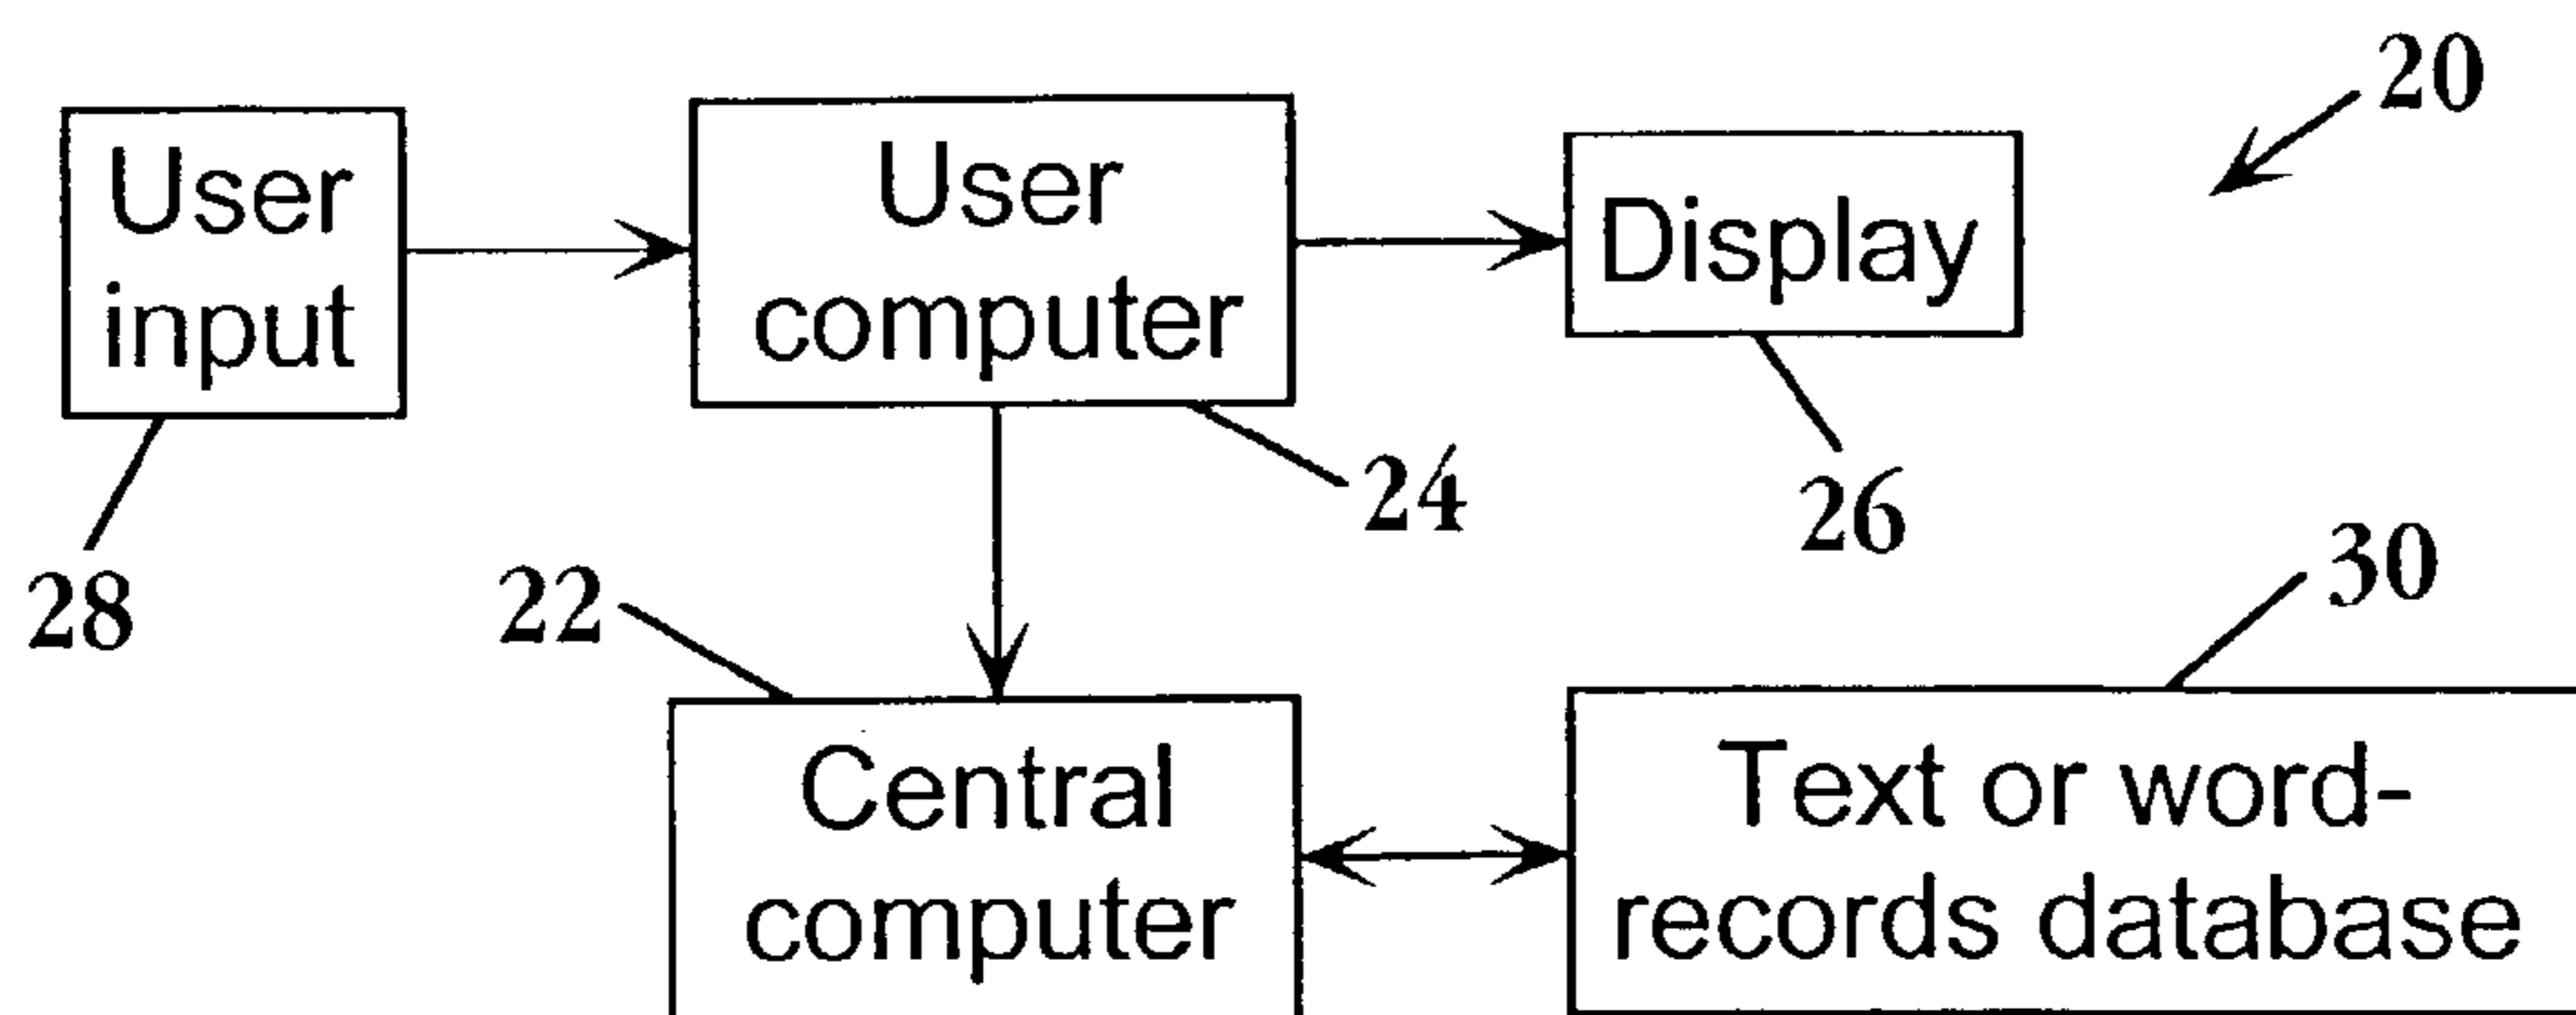 20
User
input
User
computer
Display
24
26
28
22
30
Central
computer
Text or word-
records database